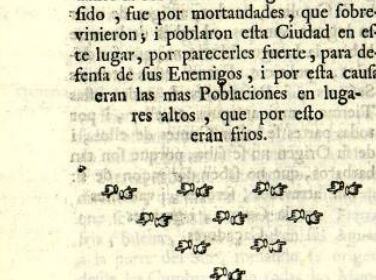 ſido , fue por mortandades, que ſobre-
vinieron; i poblaron eſta Ciudad en eſ-
te lugar, por parecerles fuerte, para de-
fenſa de ſus Enemigos , i por eſta cauſa
eran las mas Poblaciones en luga-
res altos , que por eſto
eran frios.